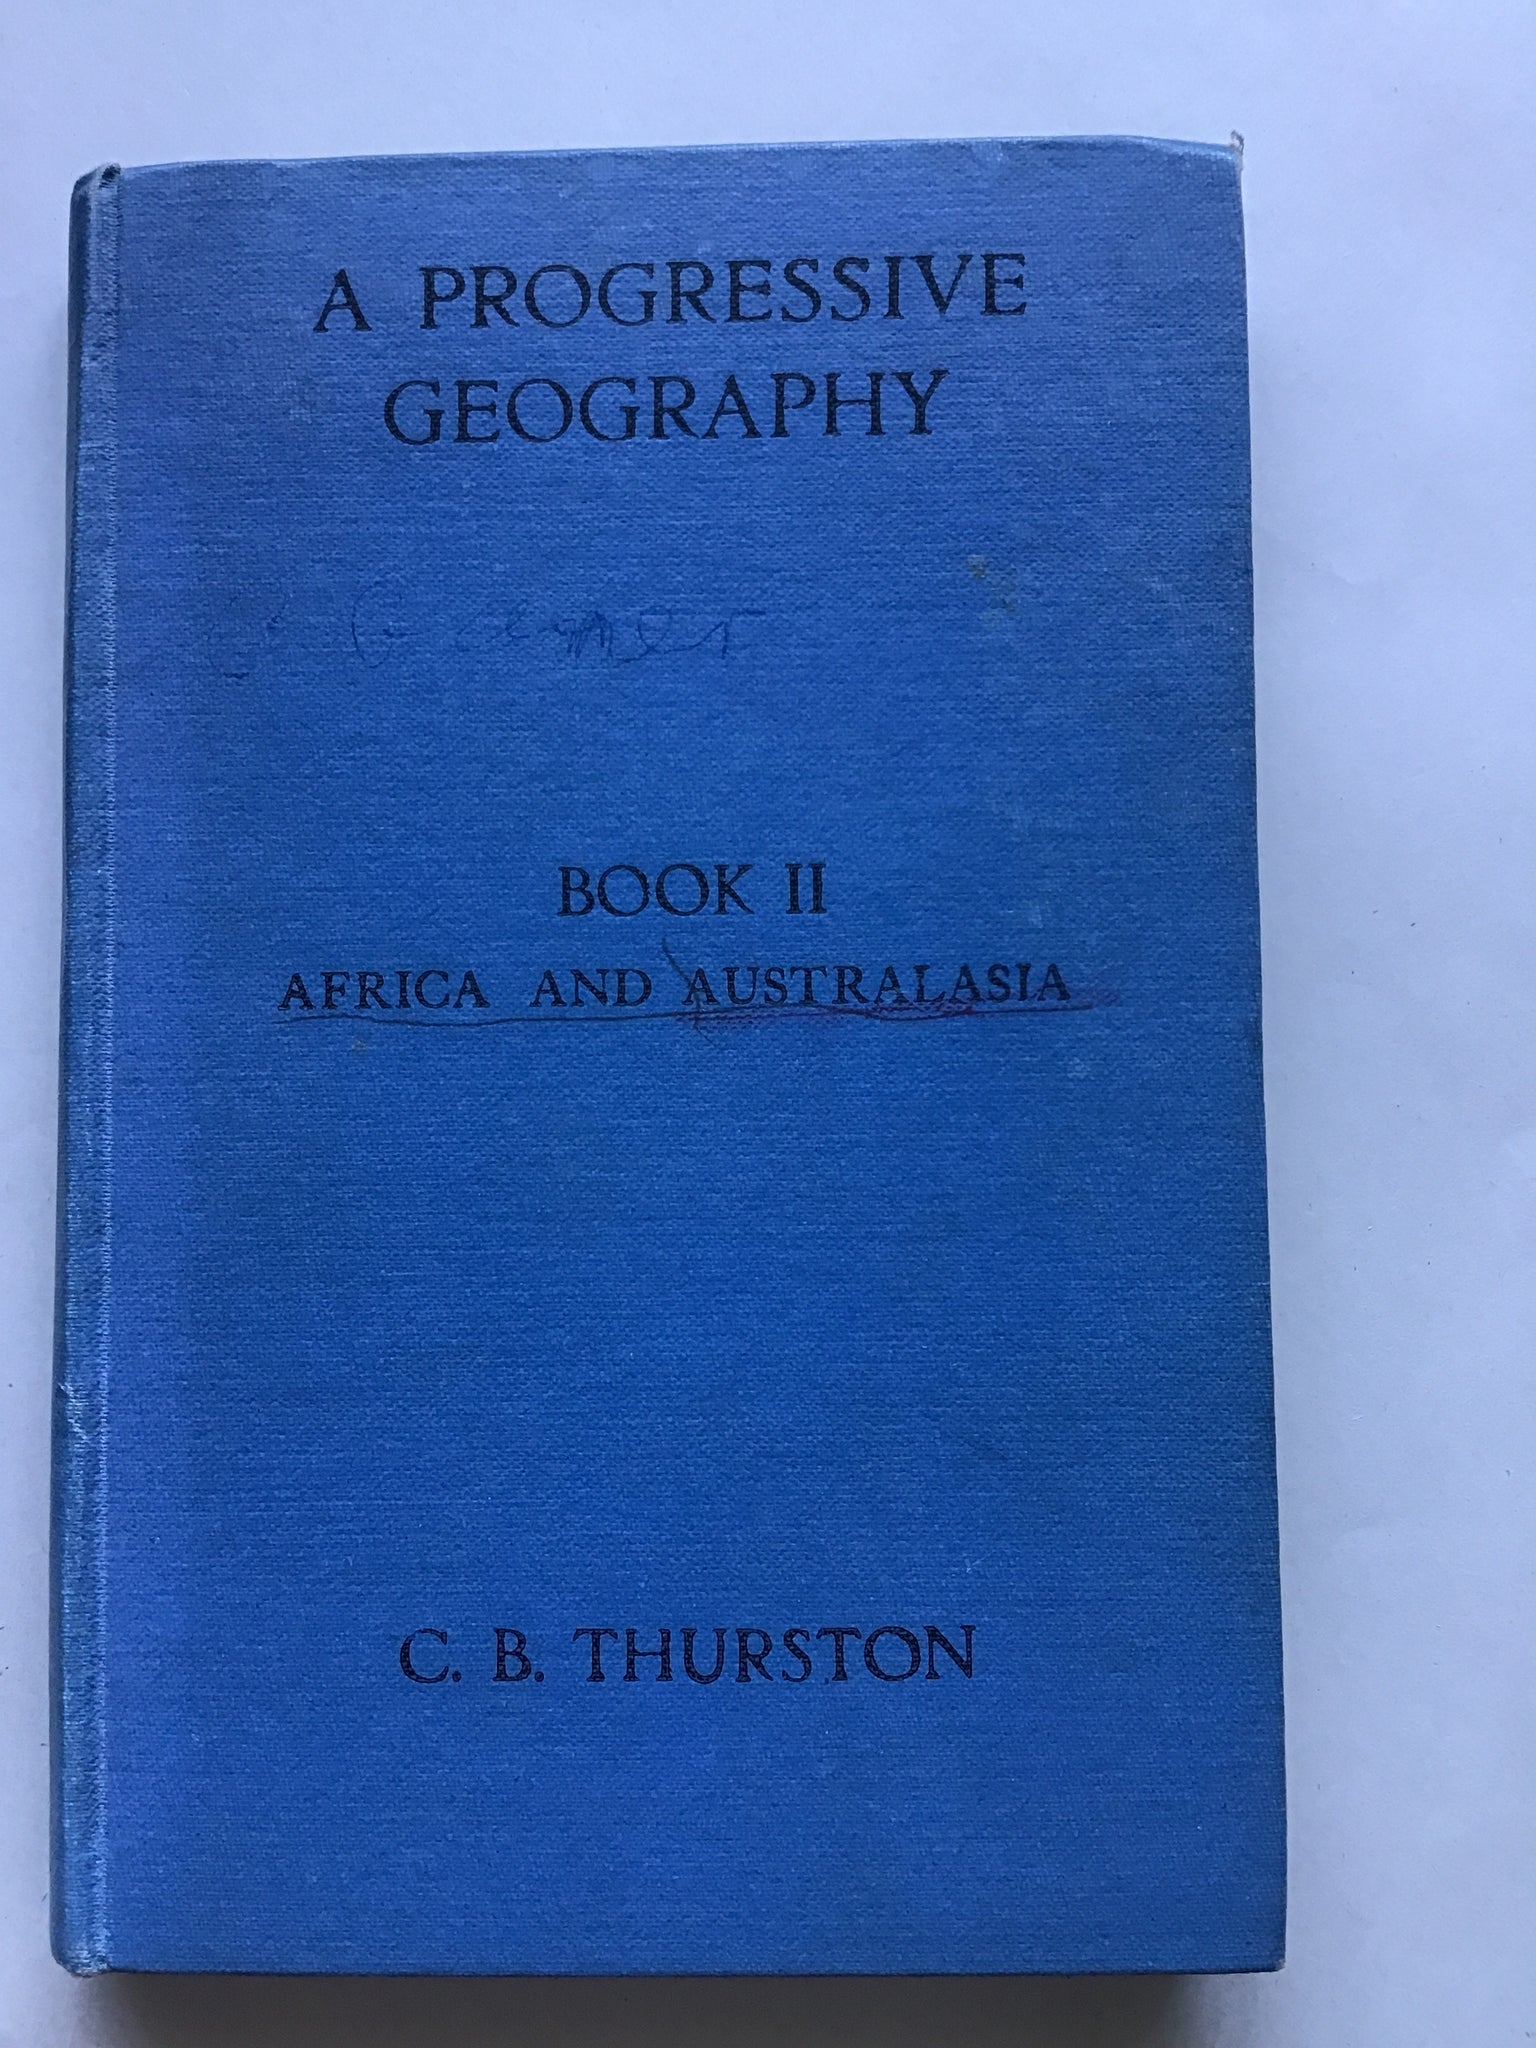 A PROGRESSIVE
GEOGRAPHY
BOOK II
AFRICA AND AUSTRALASIA
C. B. THURSTON